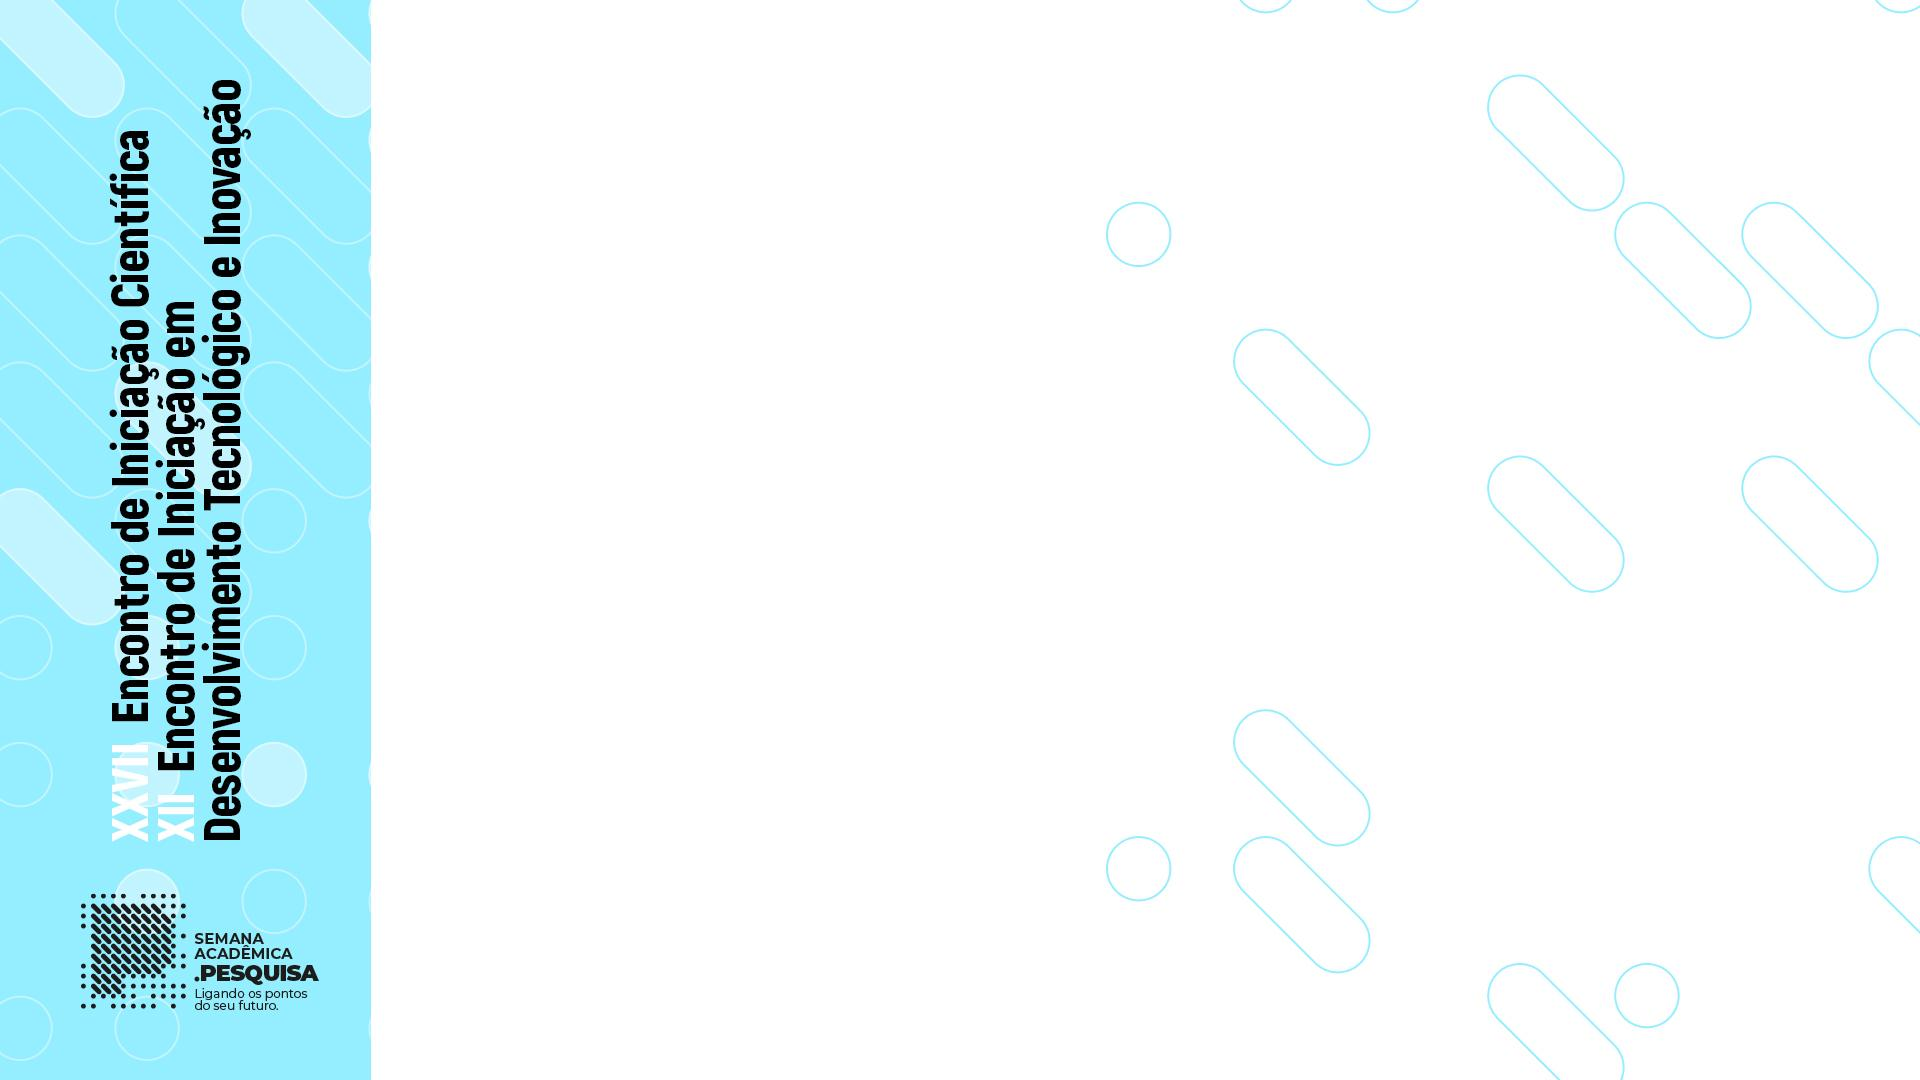 XXVII Encontro de Iniciação Científica
XII Encontro de Iniciação em
Desenvolvimento Tecnológico e Inovação
SEMANA
ACADÊMICA
.PESQUISA
Ligando os pontos
do seu futuro.